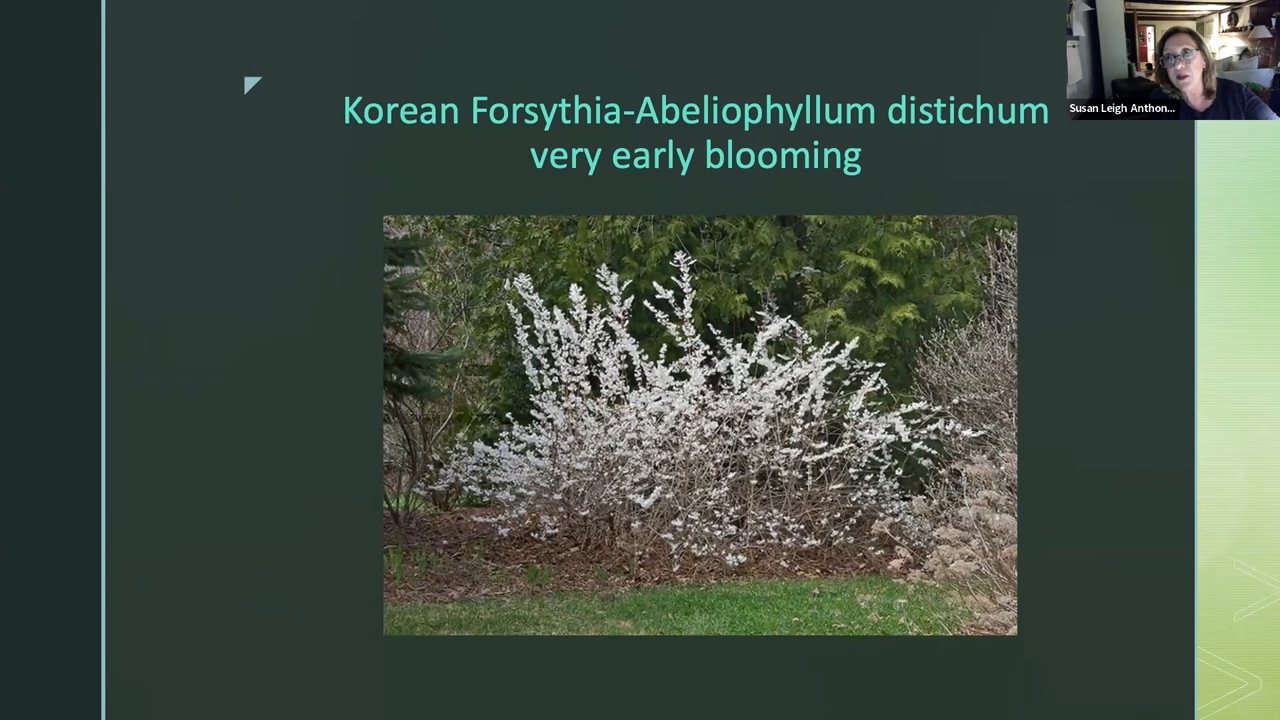 Korean Forsythia-Abeliophyllum distichum
very early blooming
Susan Leigh Anthon...